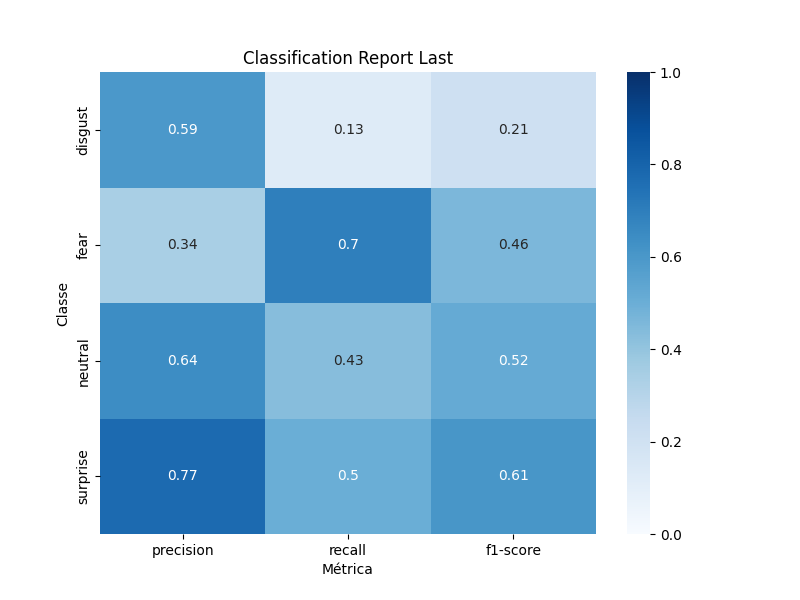 Classification Report Last
Classe
disgust 0.59 0.13 0.21
fear 0.34 0.7 0.46
neutral 0.64 0.43 0.52
surprise 0.77 0.5 0.61
precision recall f1-score
Métrica
1.0
0.8
0.6
0.4
0.2
0.0